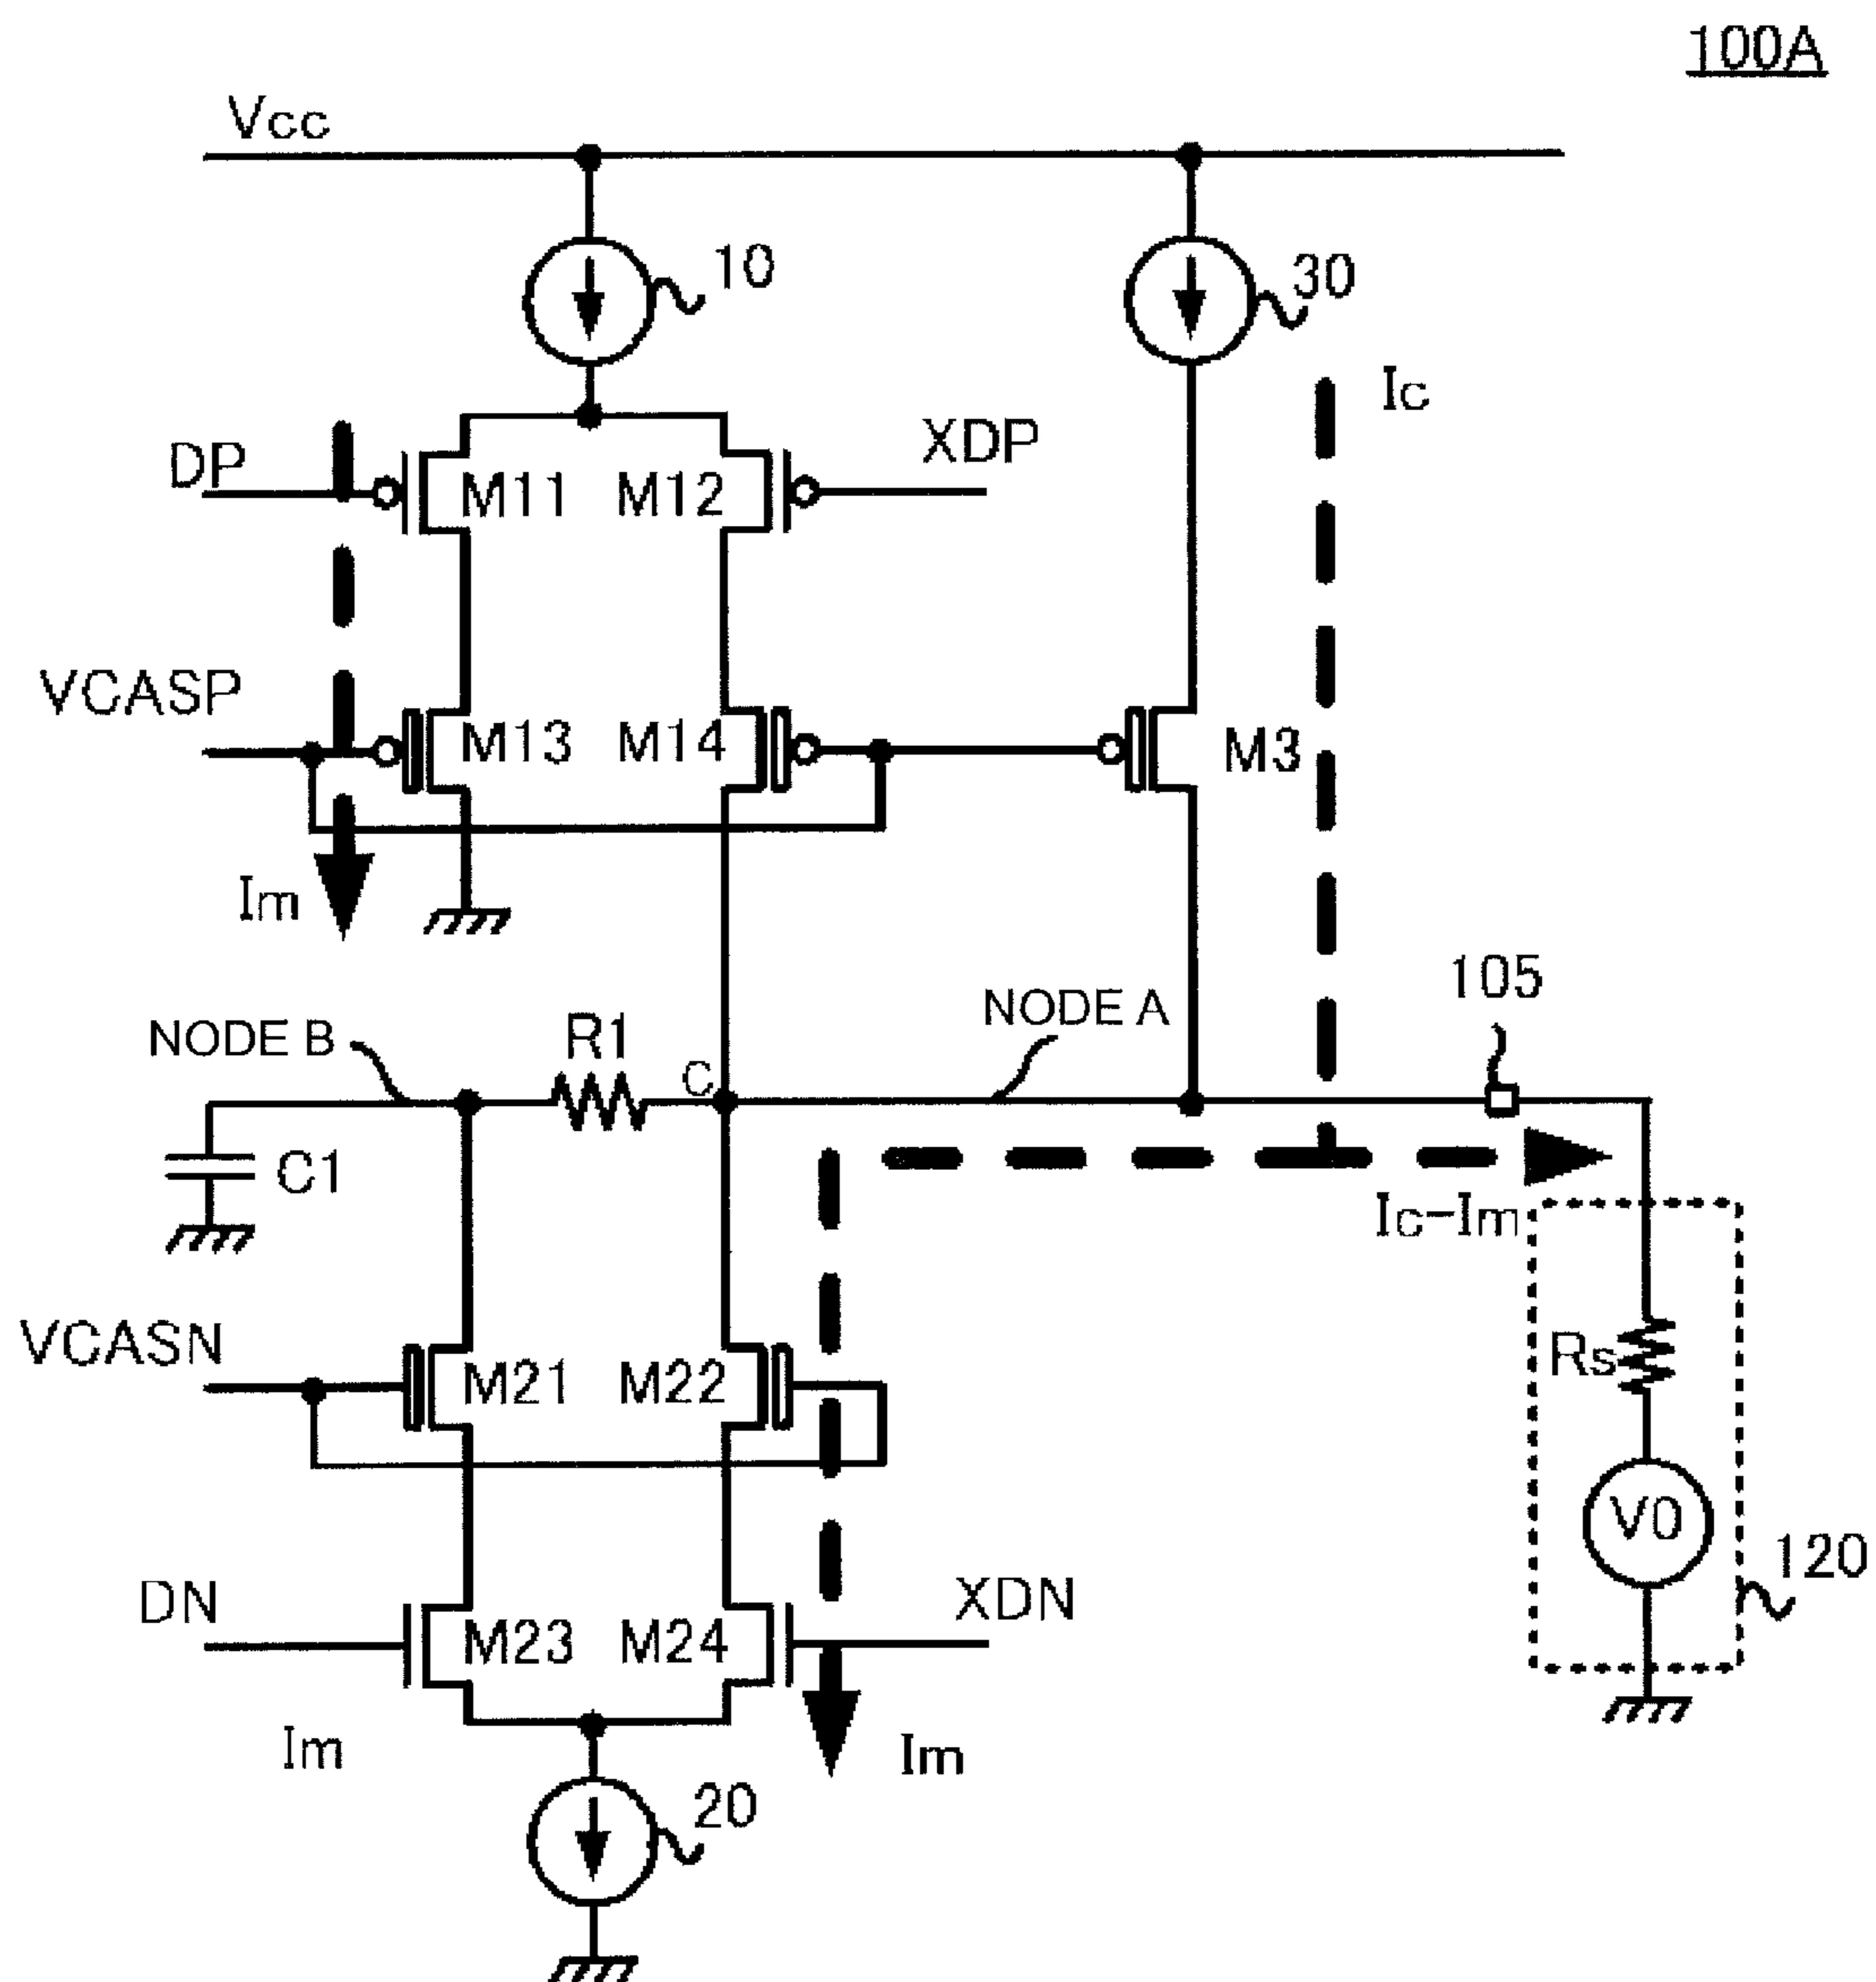 100A
Vcc
10
30
Ic
DP
XDP
M11
M12
VCASP
M13
M14
M3
Im
105
NODE B
R1
C
NODE A
C1
Ic-Im
VCASN
M21
M22
Rs
V0
120
DN
XDN
M23
M24
Im
Im
20